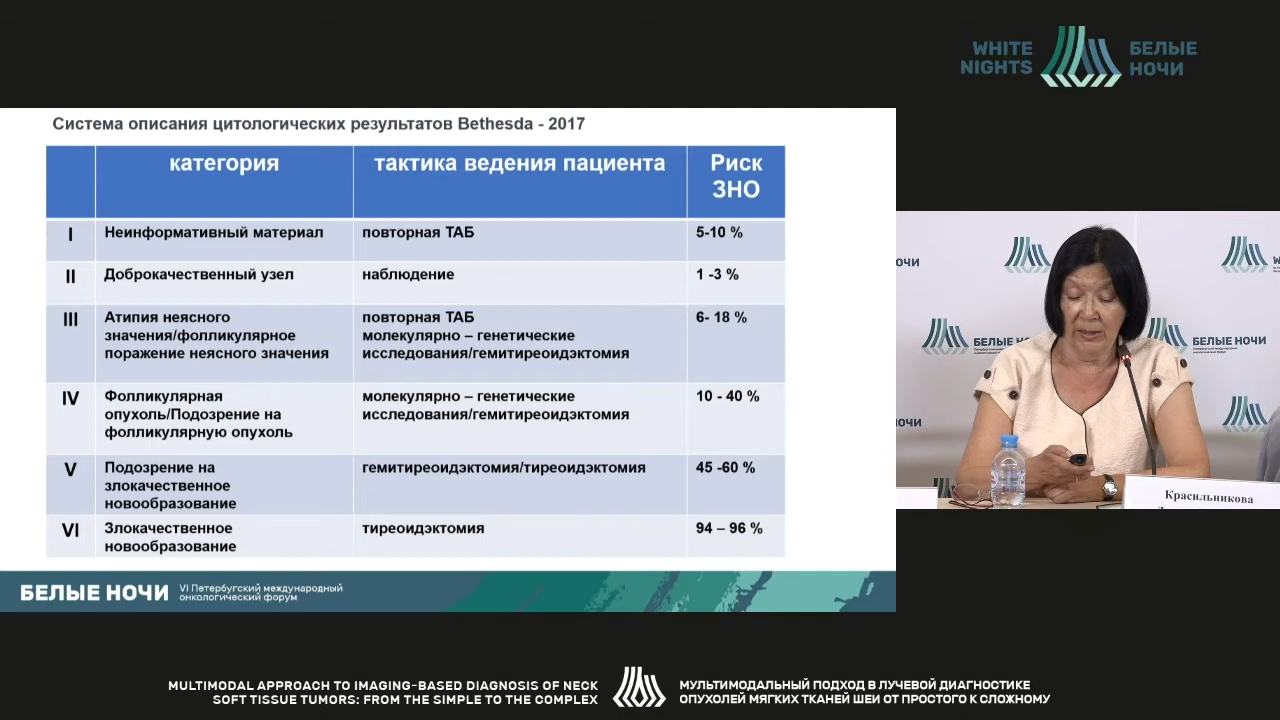 WHITE
NIGHTS
БЕЛЫЕ
НОЧИ
Система описания цитологических результатов Bethesda - 2017
категория
тактика ведения пациента
Риск
ЗНО
I
Неинформативный материал
повторная ТАБ
5-10 %
II
Доброкачественный узел
наблюдение
1 -3 %
III
Атипия неясного
значения/фолликулярное
поражение неясного значения
повторная ТАБ
молекулярно – генетические
исследования/гемитиреоидэктомия
6- 18 %
IV
Фолликулярная
опухоль/Подозрение на
фолликулярную опухоль
молекулярно – генетические
исследования/гемитиреоидэктомия
10 - 40 %
V
Подозрение на
злокачественное
новообразование
гемитиреоидэктомия/тиреоидэктомия
45 -60 %
VI
Злокачественное
новообразование
тиреоидэктомия
94 – 96 %
БЕЛЫЕ НОЧИ
VI Петербургский международный
онкологический форум
НОЧИ
БЕЛЫЕ НО
БЕЛЫЕ НОЧИ
НОЧИ
Красильникова
MULTIMODAL APPROACH TO IMAGING-BASED DIAGNOSIS OF NECK
SOFT TISSUE TUMORS: FROM THE SIMPLE TO THE COMPLEX
МУЛЬТИМОДАЛЬНЫЙ ПОДХОД В ЛУЧЕВОЙ ДИАГНОСТИКЕ
ОПУХОЛЕЙ МЯГКИХ ТКАНЕЙ ШЕИ ОТ ПРОСТОГО К СЛОЖНОМУ